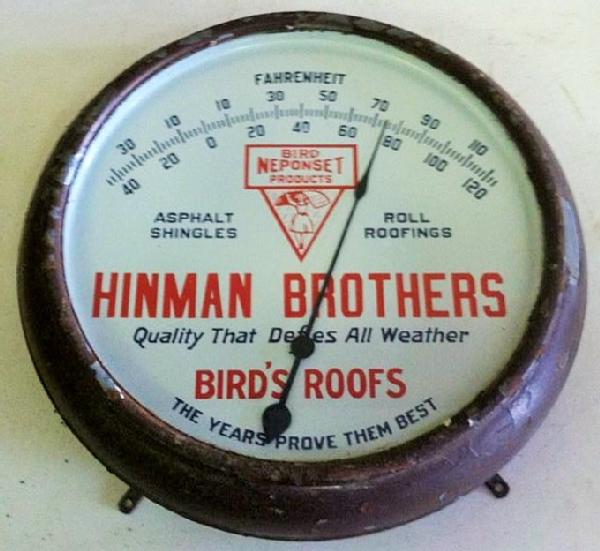 FAHRENHEIT
30 10 10 30 50 70 90 110
40 20 0 20 40 60 80 100 120
BIRD
NEPONSET
PRODUCTS
ASPHALT
SHINGLES
ROLL
ROOFINGS
HINMAN BROTHERS
Quality That Defies All Weather
BIRD'S ROOFS
THE YEARS PROVE THEM BEST